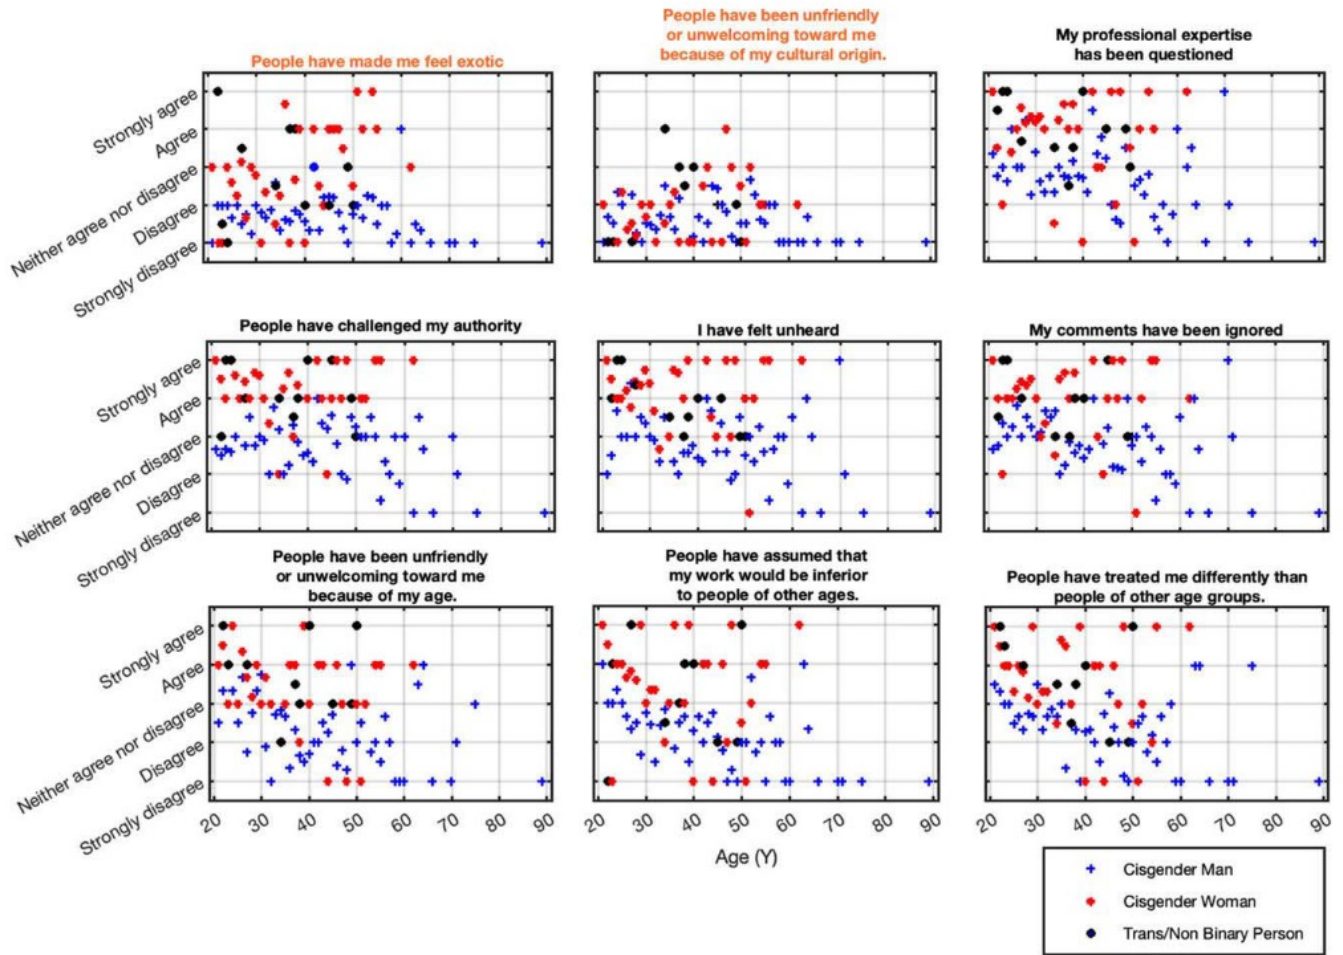 People have made me feel exotic
People have been unfriendly
or unwelcoming toward me
because of my cultural origin.
My professional expertise
has been questioned
Strongly agree
Agree
Neither agree nor disagree
Disagree
Strongly disagree
People have challenged my authority
I have felt unheard
My comments have been ignored
Strongly agree
Agree
Neither agree nor disagree
Disagree
Strongly disagree
People have been unfriendly
or unwelcoming toward me
because of my age.
People have assumed that
my work would be inferior
to people of other ages.
People have treated me differently than
people of other age groups.
Strongly agree
Agree
Neither agree nor disagree
Disagree
Strongly disagree
20 30 40 50 60 70 80 90
20 30 40 50 60 70 80 90
20 30 40 50 60 70 80 90
Age (Y)
Cisgender Man
Cisgender Woman
Trans/Non Binary Person